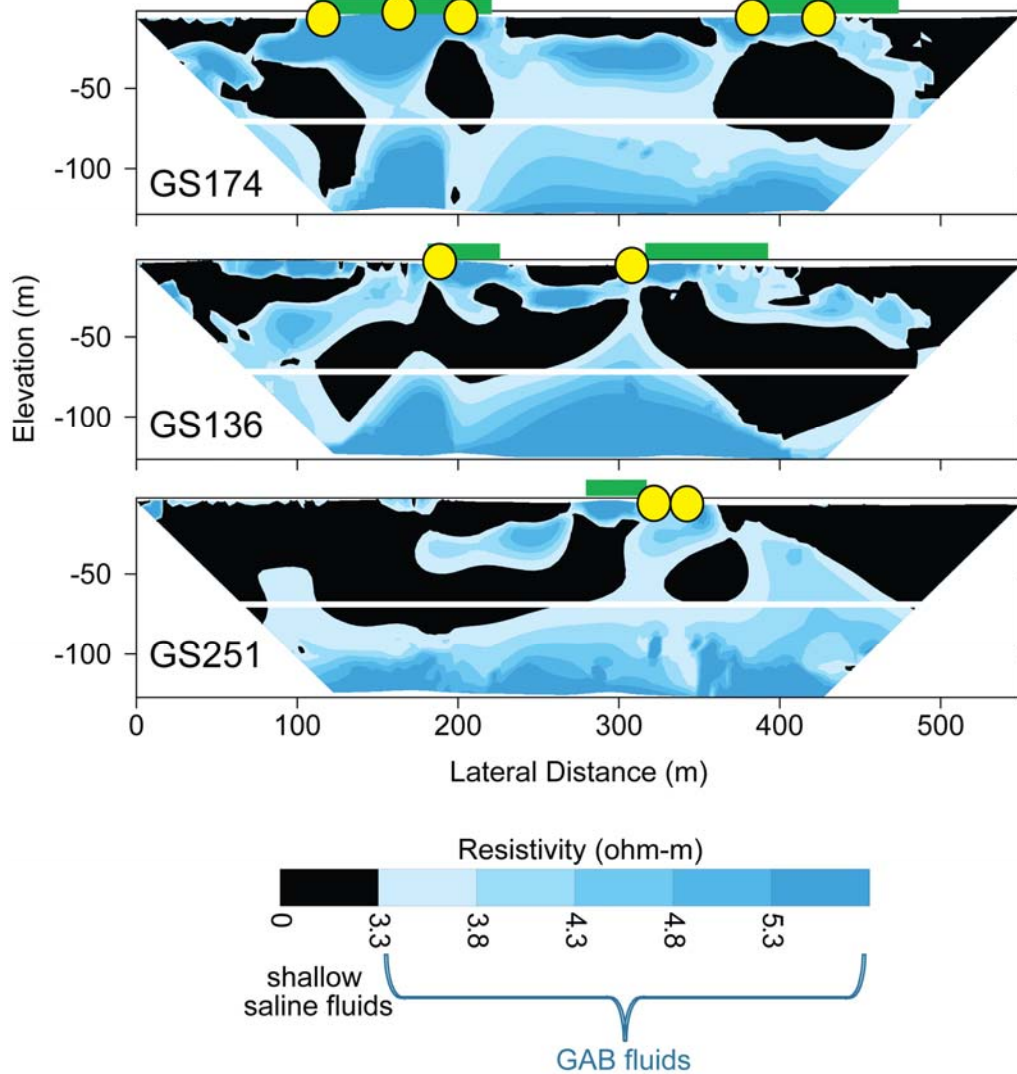 -50
-100
GS174
-50
-100
GS136
-50
-100
GS251
Elevation (m)
0 100 200 300 400 500
Lateral Distance (m)
Resistivity (ohm-m)
0 3.3 3.8 4.3 4.8 5.3
shallow
saline fluids
GAB fluids